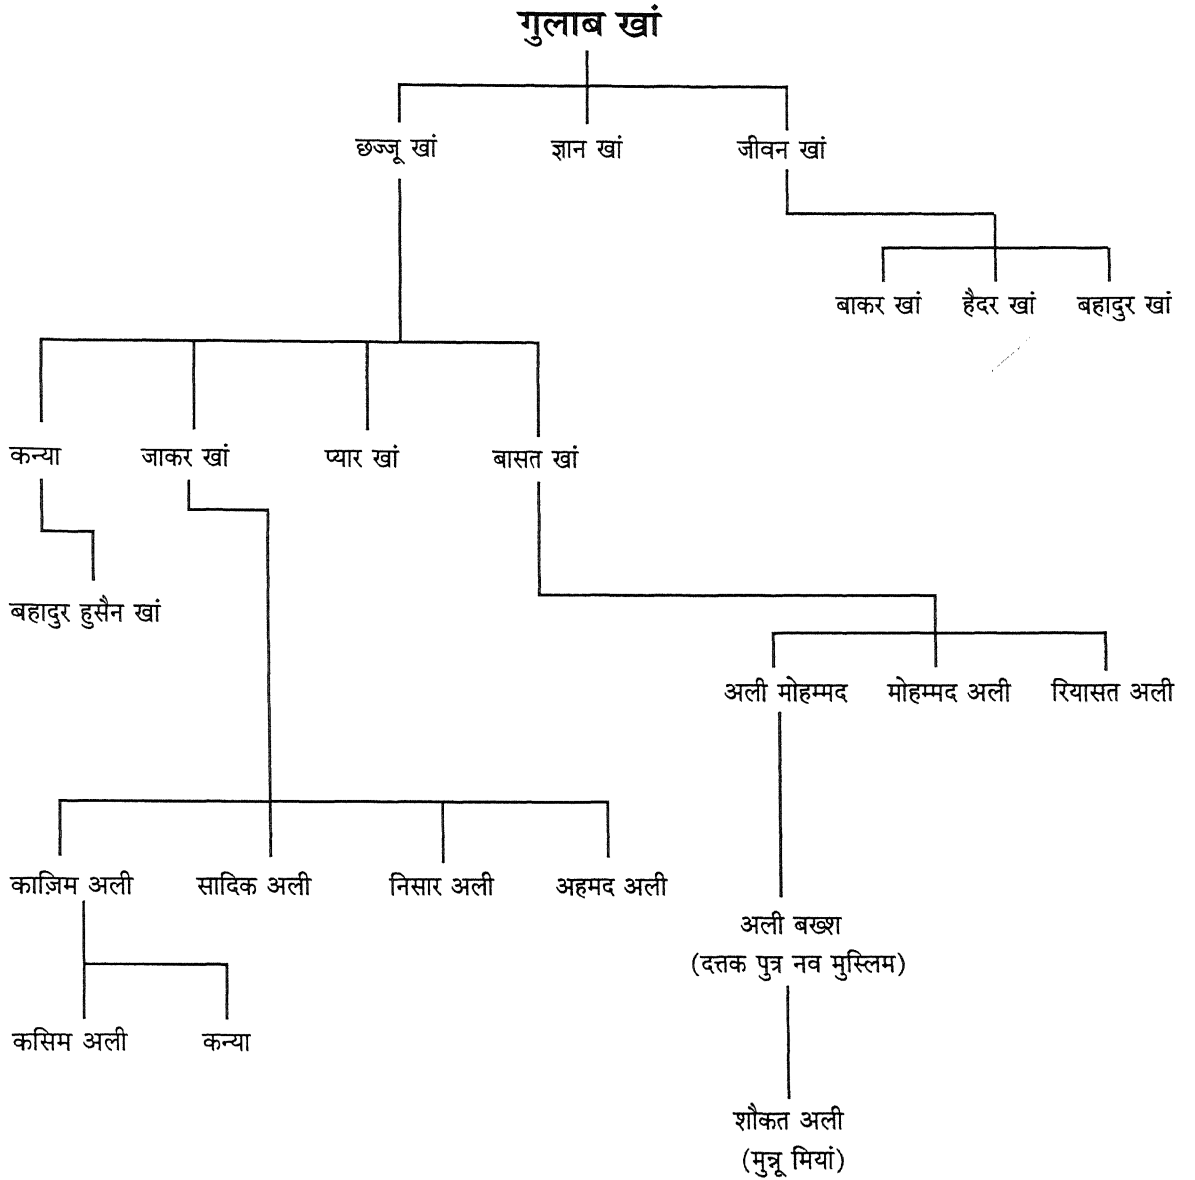 गुलाब खां
छज्जू खां ज्ञान खां जीवन खां
बाकर खां हैदर खां बहादुर खां
कन्या जाकर खां प्यार खां बासत खां
बहादुर हुसैन खां
अली मोहम्मद मोहम्मद अली रियासत अली
काज़िम अली सादिक अली निसार अली अहमद अली
अली बख्श
(दत्तक पुत्र नव मुस्लिम)
कसिम अली कन्या
शौकत अली
(मुन्नू मियां)